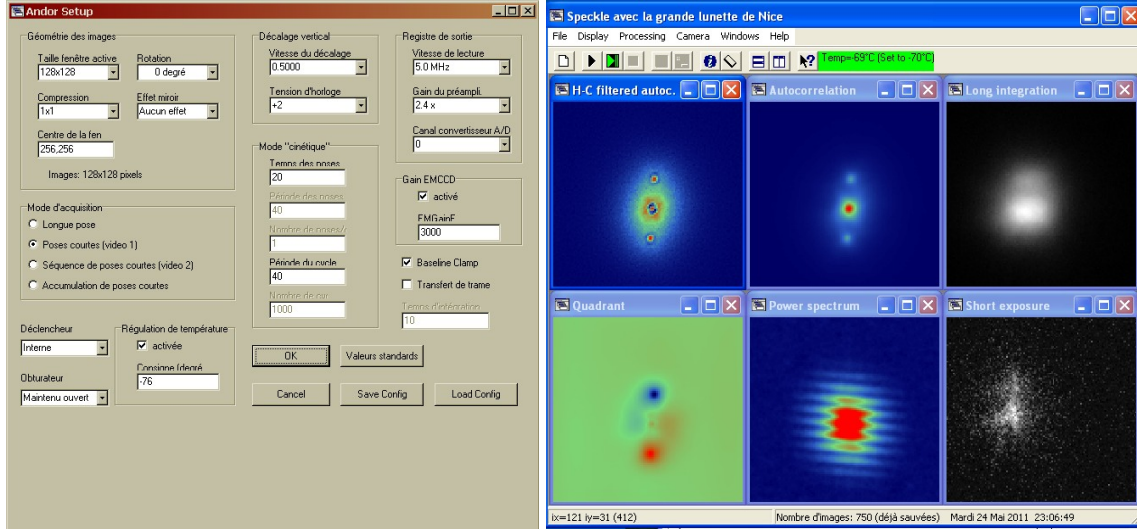 Andor Setup
Géométrie des images
Taille fenêtre active
128x128
Rotation
0 degré
Compression
1x1
Effet miroir
Aucun effet
Centre de la fen
256,256
Images: 128x128 pixels
Mode d'acquisition
Longue pose
Poses courtes (video 1)
Séquence de poses courtes (video 2)
Accumulation de poses courtes
Déclencheur
Interne
Obturateur
Maintenu ouvert
Régulation de température
activée
Consigne (degré
-76
Décalage vertical
Vitesse du décalage
0.5000
Tension d'horloge
+2
Mode "cinétique"
Temps des poses
20
Période des poses
40
Nombre de poses/c
1
Période du cycle
40
Nombre de cyc
1000
Registre de sortie
Vitesse de lecture
5.0 MHz
Gain du préampli.
2.4 x
Canal convertisseur A/D
0
Gain EMCCD
activé
EMGainF
3000
Baseline Clamp
Transfert de trame
Temps d'intégration
10
OK
Valeurs standards
Cancel
Save Config
Load Config
Speckle avec la grande lunette de Nice
File Display Processing Camera Windows Help
Temp=-69°C (Set to -70°C)
H-C filtered autoc.
Autocorrelation
Long integration
Quadrant
Power spectrum
Short exposure
ix=121 iy=31 (412)
Nombre d'images: 750 (déjà sauvées)
Mardi 24 Mai 2011 23:06:49